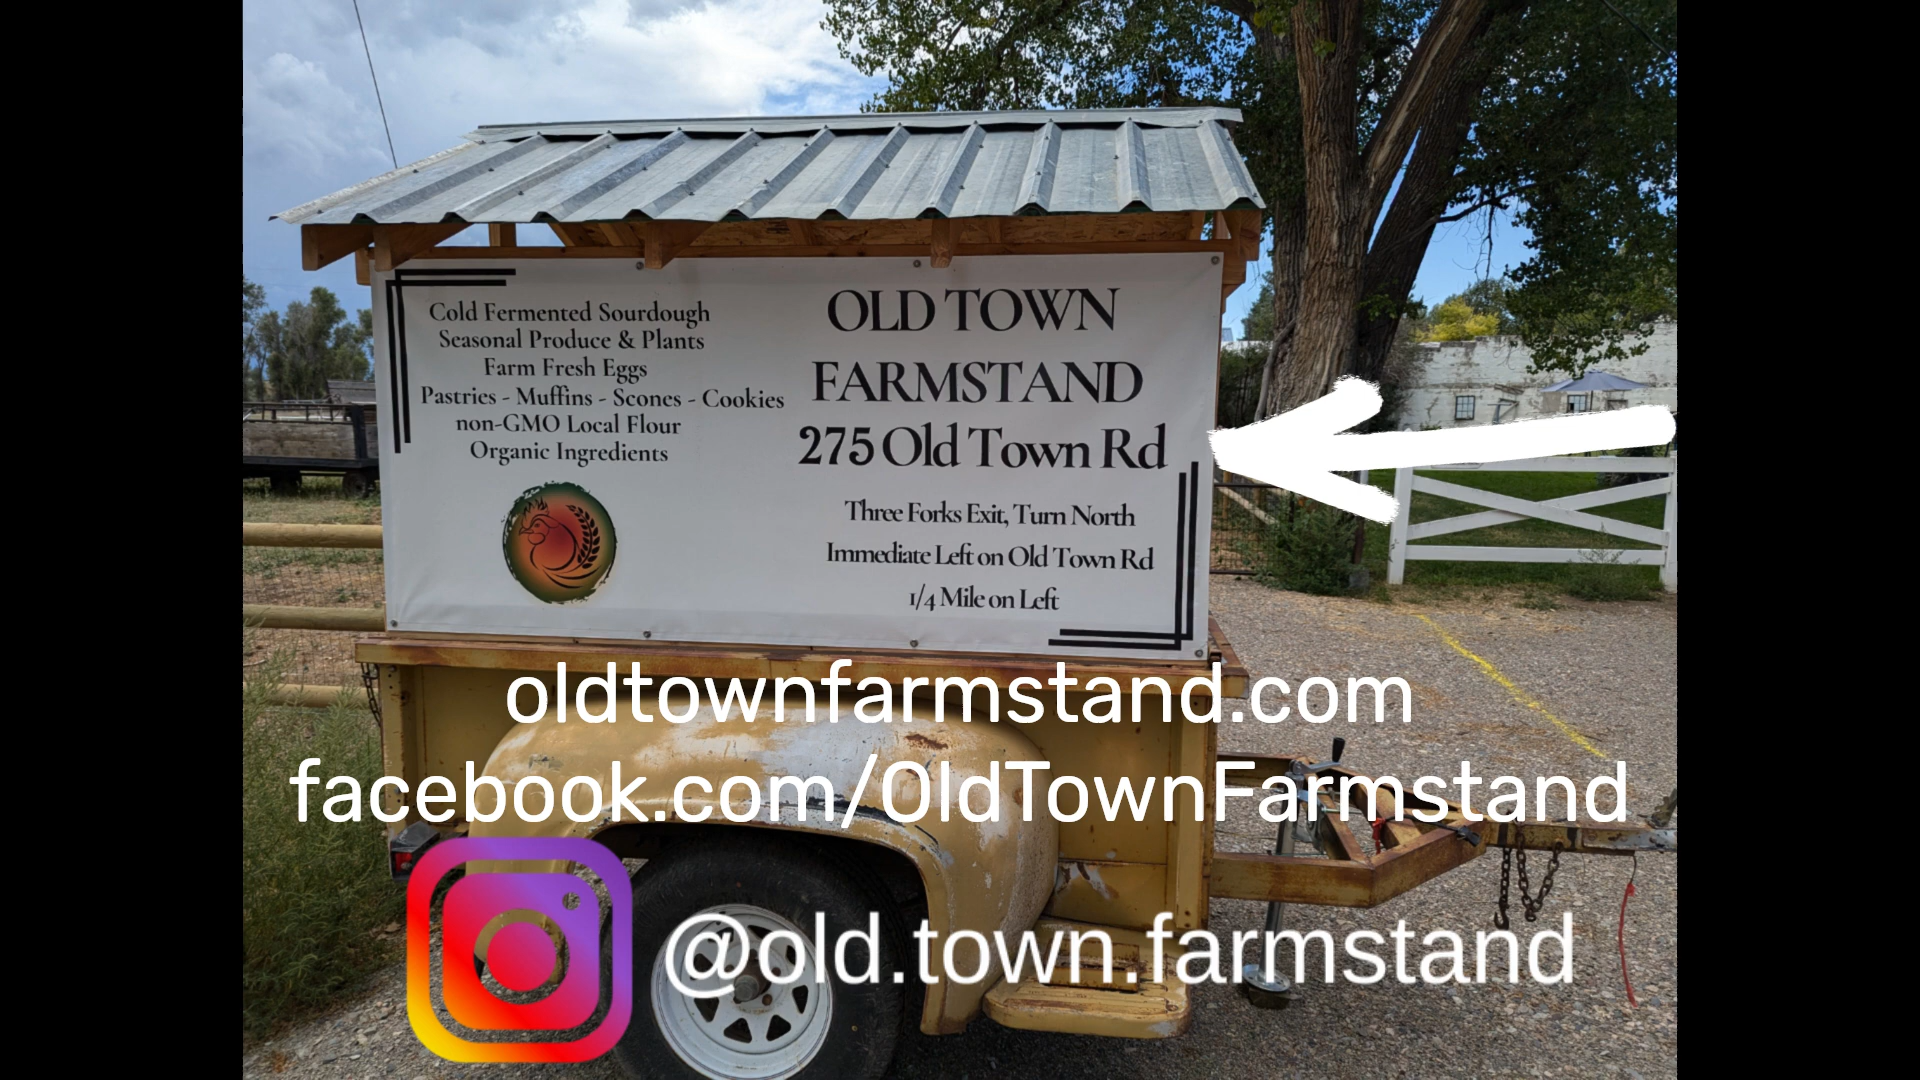 Cold Fermented Sourdough
Seasonal Produce & Plants
Farm Fresh Eggs
Pastries - Muffins - Scones - Cookies
non-GMO Local Flour
Organic Ingredients
OLD TOWN
FARMSTAND
275 Old Town Rd
Three Forks Exit, Turn North
Immediate Left on Old Town Rd
1/4 Mile on Left
oldtownfarmstand.com
facebook.com/OldTownFarmstand
@old.town.farmstand